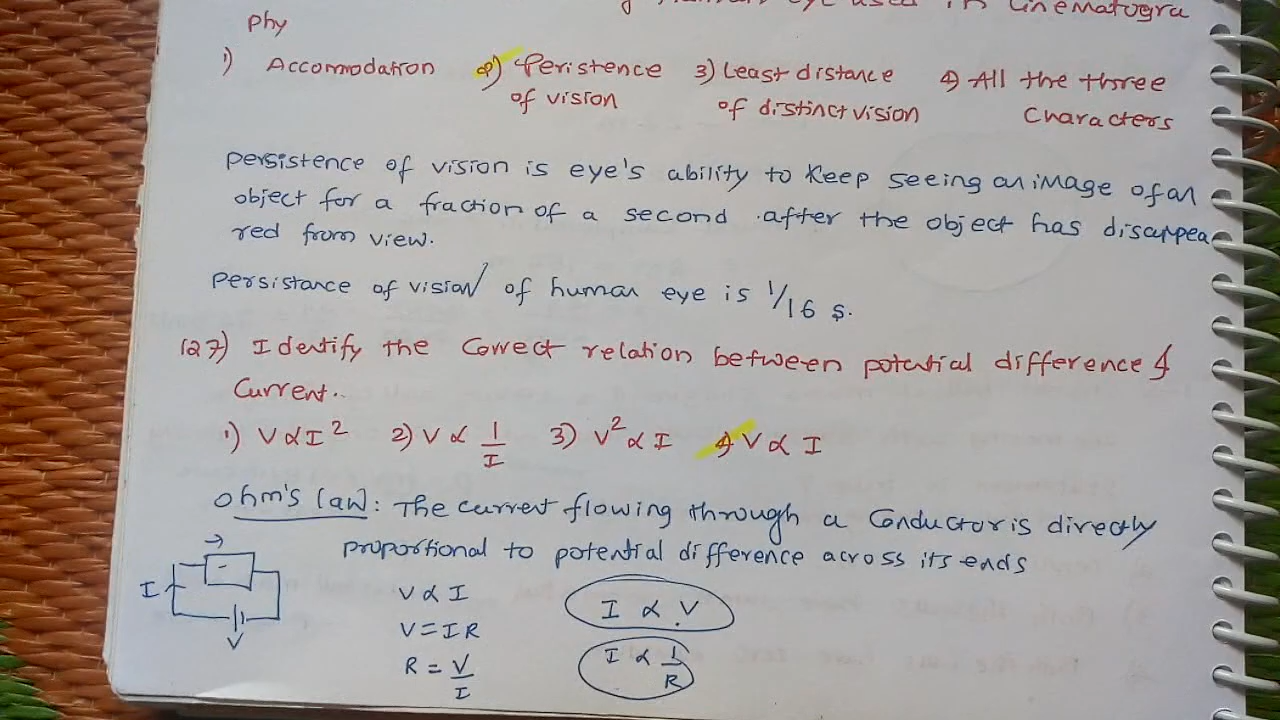 eye used in Cinematogra
phy
1) Accomodation 2) Peristence 3) Least distance 4) All the three
of vision of distinct vision Characters
Persistence of vision is eye's ability to keep seeing an image of an
object for a fraction of a second after the object has disappea
red from view.
Persistance of vision of human eye is 1/16 s.
127) Identify the Correct relation between potential difference &
Current.
1) V∝I² 2) V ∝ 1/I 3) V² ∝ I 4) V ∝ I
Ohm's law: The current flowing through a Conductor is directly
proportional to potential difference across its ends
V ∝ I I ∝ V
I V = IR
V R = V/I I ∝ 1/R